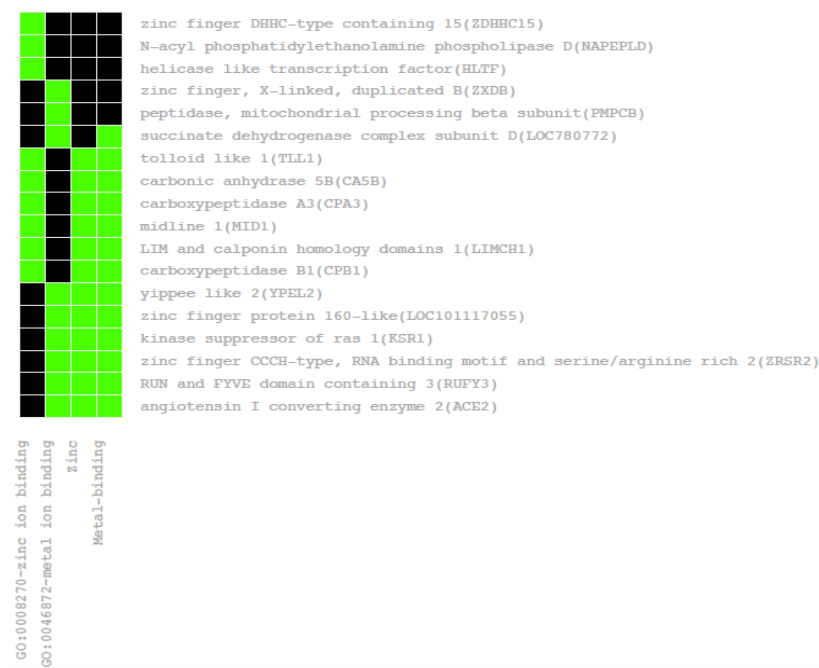 zinc finger DHHC-type containing 15(ZDHHC15)
N-acyl phosphatidylethanolamine phospholipase D(NAPEPLD)
helicase like transcription factor(HLTF)
zinc finger, X-linked, duplicated B(ZXDB)
peptidase, mitochondrial processing beta subunit(PMPCB)
succinate dehydrogenase complex subunit D(LOC780772)
tolloid like 1(TLL1)
carbonic anhydrase 5B(CA5B)
carboxypeptidase A3(CPA3)
midline 1(MID1)
LIM and calponin homology domains 1(LIMCH1)
carboxypeptidase B1(CPB1)
yippee like 2(YPEL2)
zinc finger protein 160-like(LOC101117055)
kinase suppressor of ras 1(KSR1)
zinc finger CCCH-type, RNA binding motif and serine/arginine rich 2(ZRSR2)
RUN and FYVE domain containing 3(RUFY3)
angiotensin I converting enzyme 2(ACE2)
GO:0008270~zinc ion binding
GO:0046872~metal ion binding
Zinc
Metal-binding